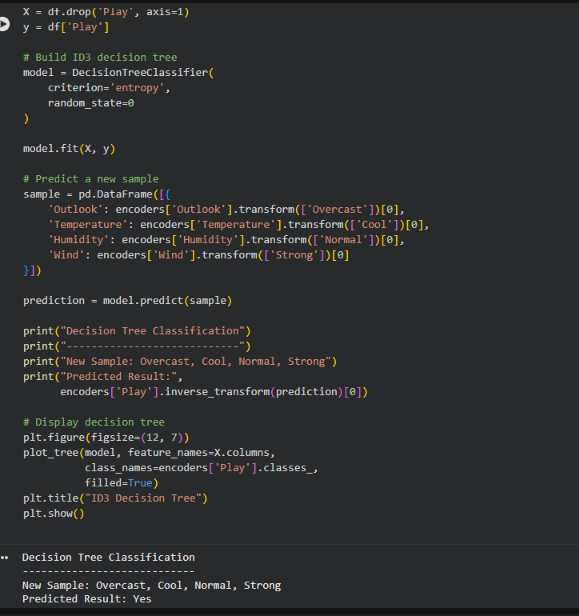 X = df.drop('Play', axis=1)
y = df['Play']

# Build ID3 decision tree
model = DecisionTreeClassifier(
    criterion='entropy',
    random_state=0
)

model.fit(X, y)

# Predict a new sample
sample = pd.DataFrame([{
    'Outlook': encoders['Outlook'].transform(['Overcast'])[0],
    'Temperature': encoders['Temperature'].transform(['Cool'])[0],
    'Humidity': encoders['Humidity'].transform(['Normal'])[0],
    'Wind': encoders['Wind'].transform(['Strong'])[0]
}])

prediction = model.predict(sample)

print("Decision Tree Classification")
print("----------------------------")
print("New Sample: Overcast, Cool, Normal, Strong")
print("Predicted Result:",
      encoders['Play'].inverse_transform(prediction)[0])

# Display decision tree
plt.figure(figsize=(12, 7))
plot_tree(model, feature_names=X.columns,
          class_names=encoders['Play'].classes_,
          filled=True)
plt.title("ID3 Decision Tree")
plt.show()

Decision Tree Classification
----------------------------
New Sample: Overcast, Cool, Normal, Strong
Predicted Result: Yes